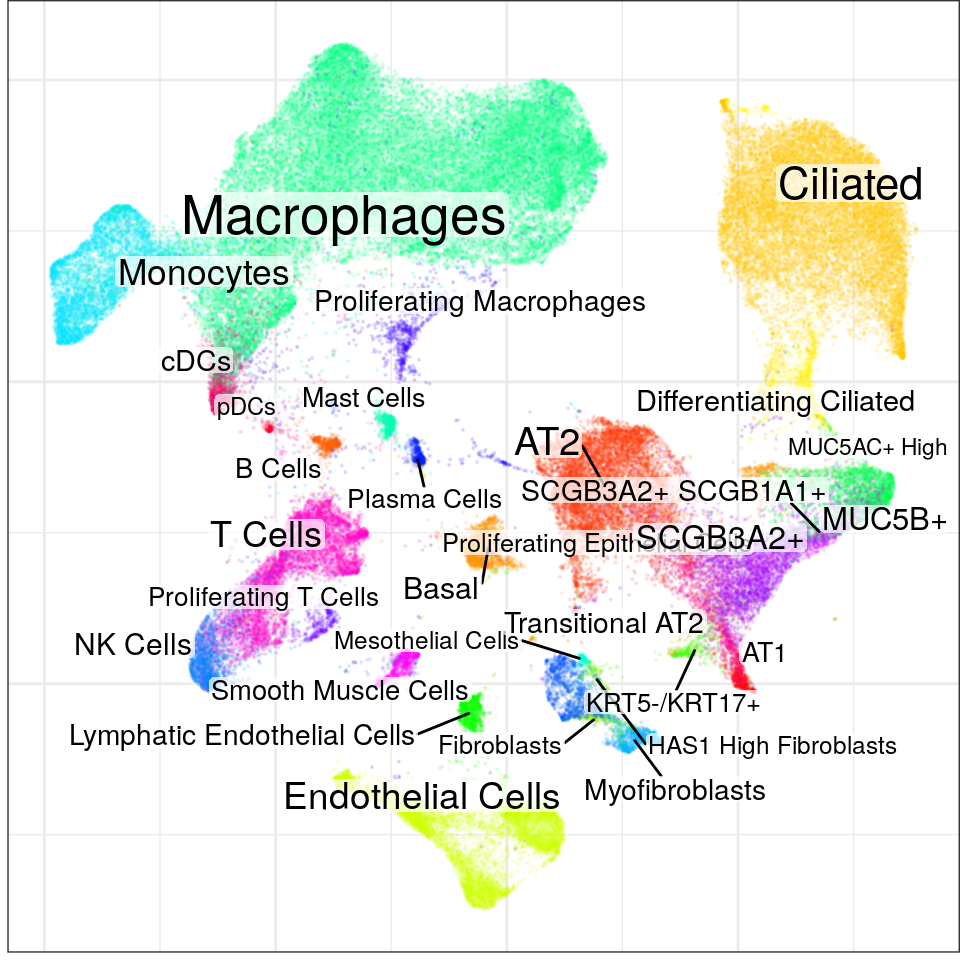 Ciliated
Macrophages
Monocytes
Proliferating Macrophages
cDCs
pDCs
Mast Cells
Differentiating Ciliated
AT2
MUC5AC+ High
B Cells
Plasma Cells
SCGB3A2+ SCGB1A1+
MUC5B+
T Cells
Proliferating Epithelial Cells
SCGB3A2+
Basal
Proliferating T Cells
Transitional AT2
NK Cells
Mesothelial Cells
AT1
Smooth Muscle Cells
KRT5-/KRT17+
Lymphatic Endothelial Cells
Fibroblasts
HAS1 High Fibroblasts
Endothelial Cells
Myofibroblasts